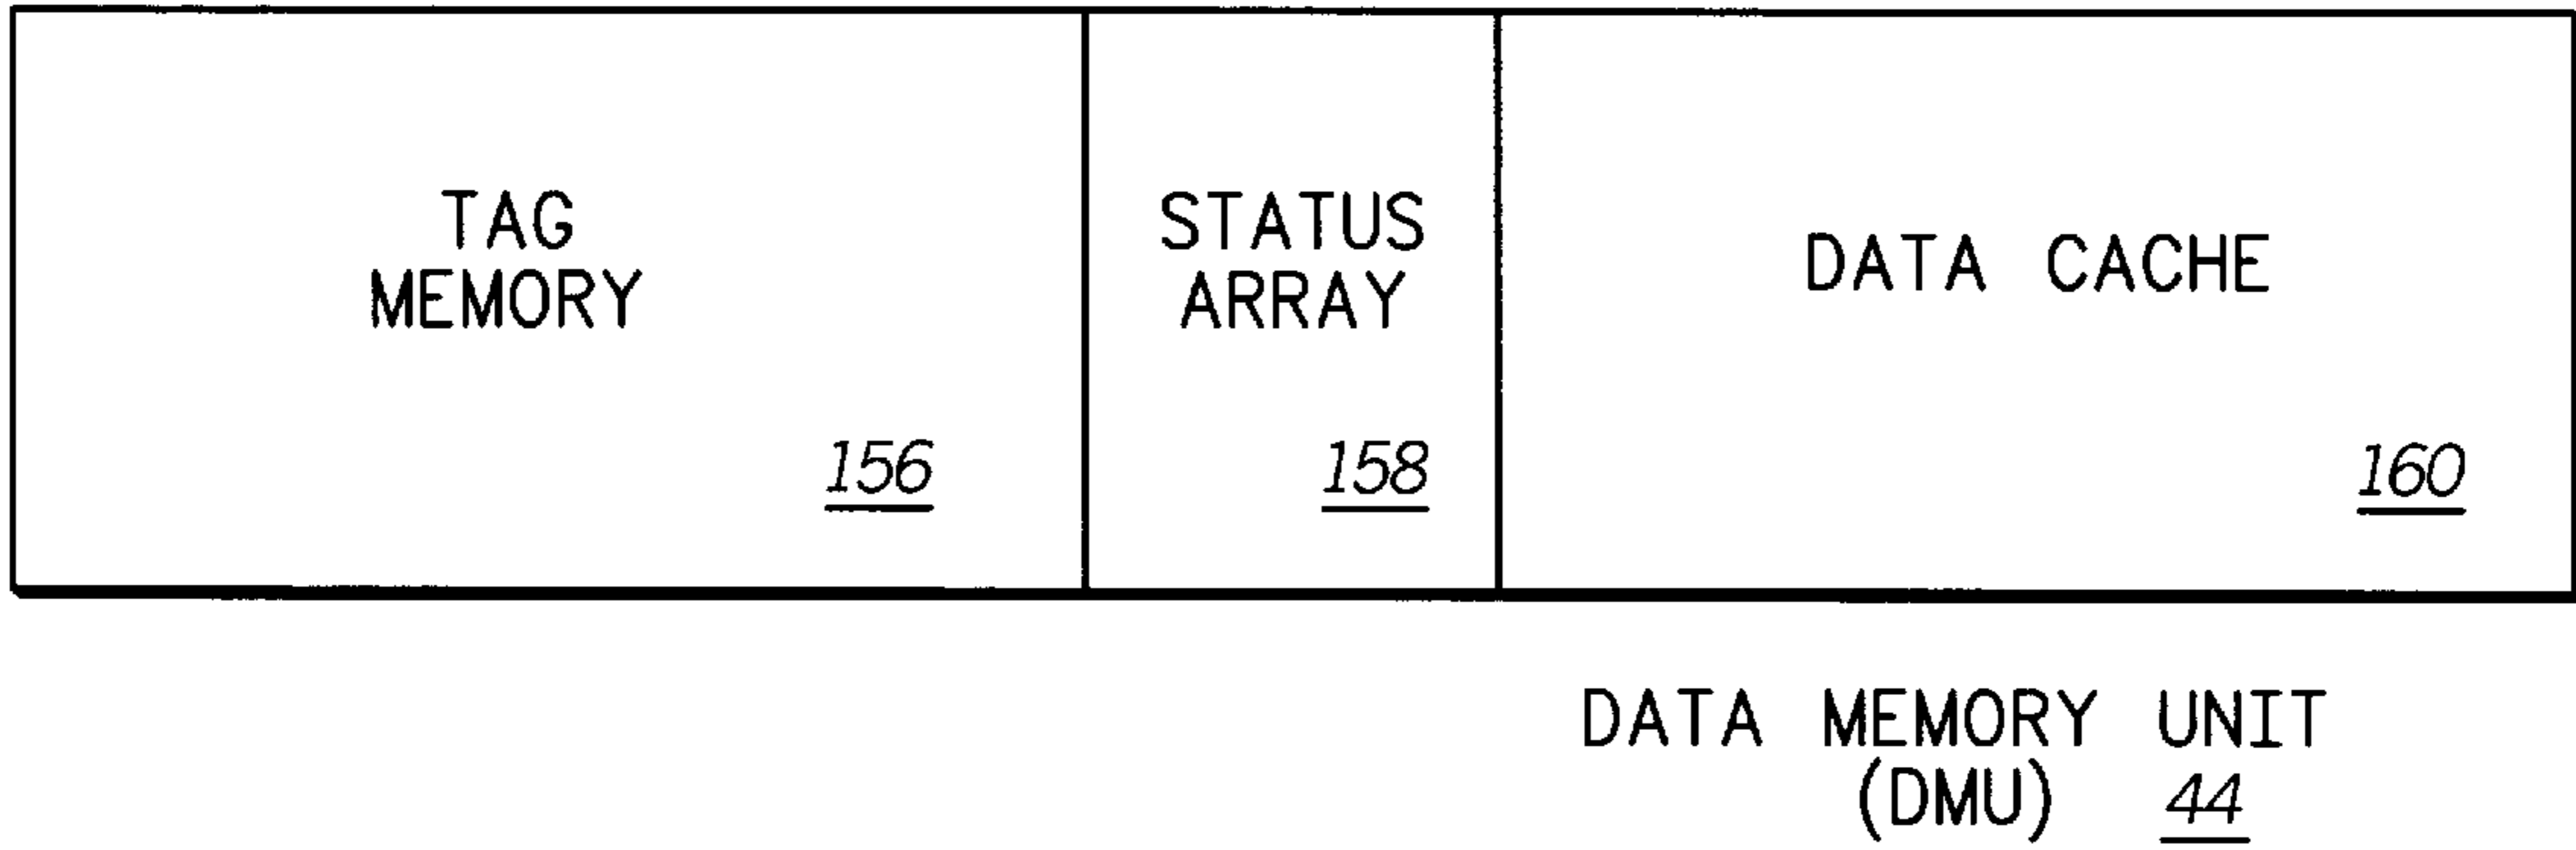 TAG
MEMORY
156
STATUS
ARRAY
158
DATA CACHE
160
DATA MEMORY UNIT
(DMU) 44